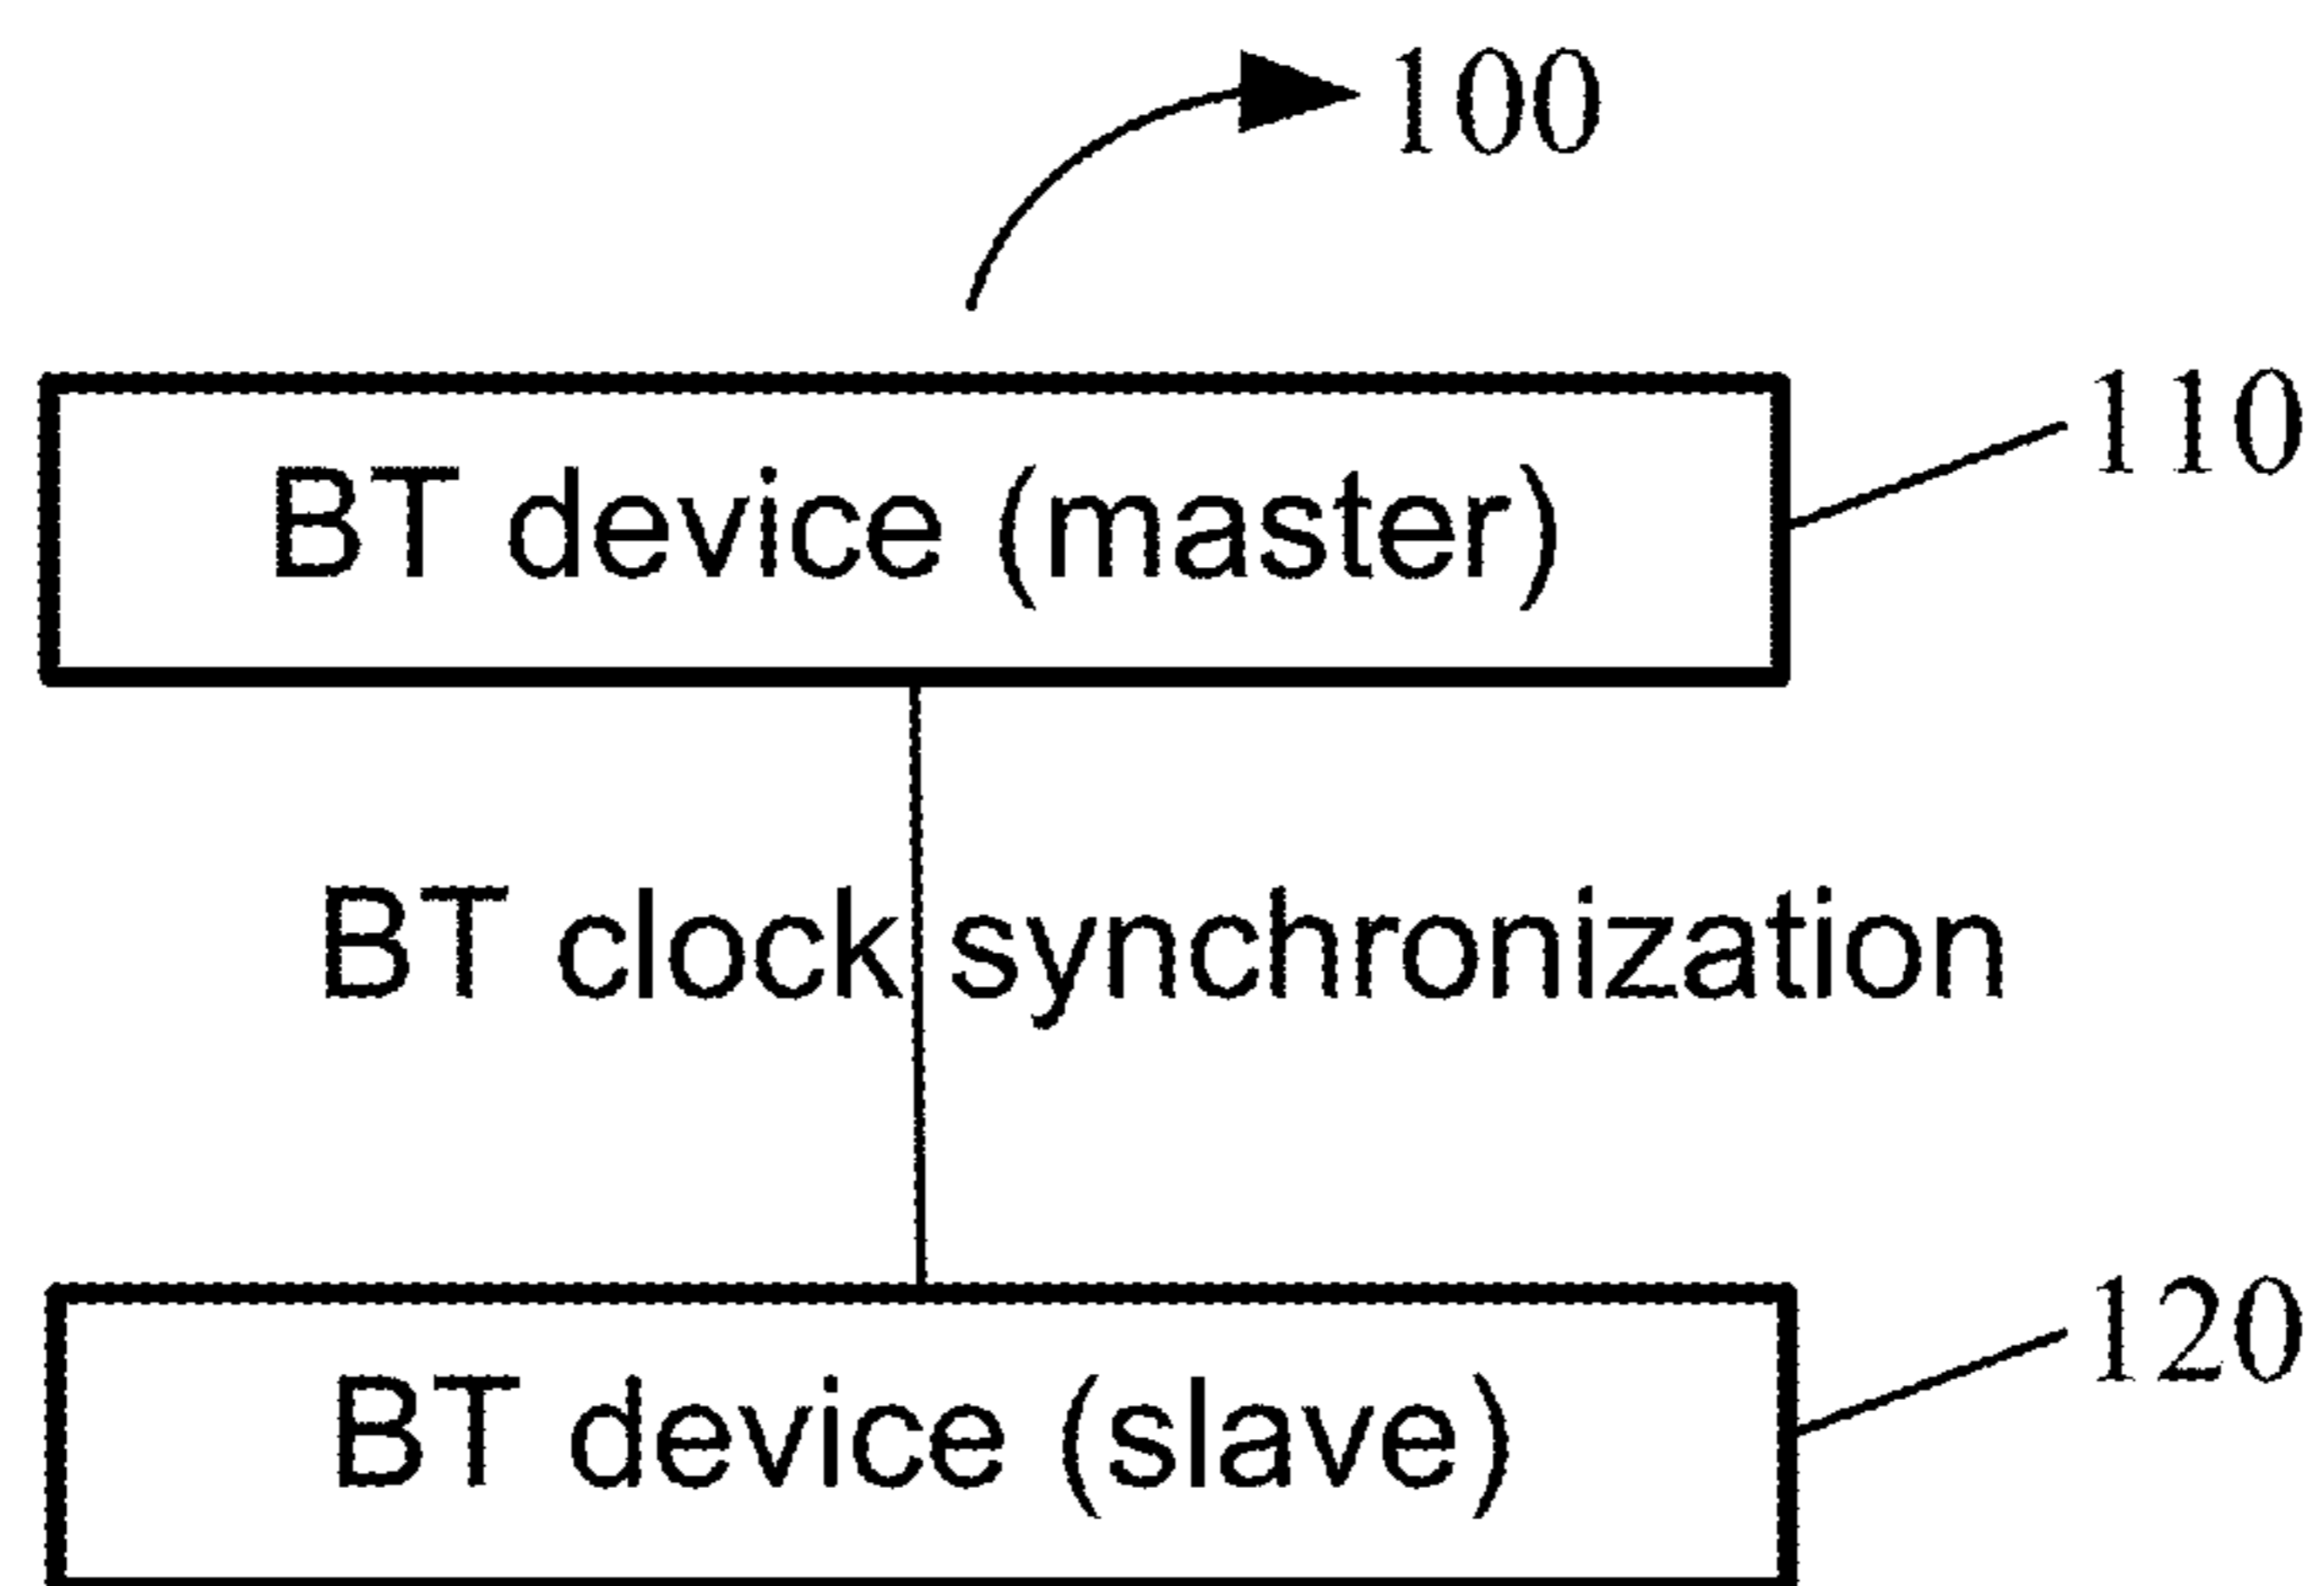 100
BT device (master)
110
BT clock synchronization
BT device (slave)
120